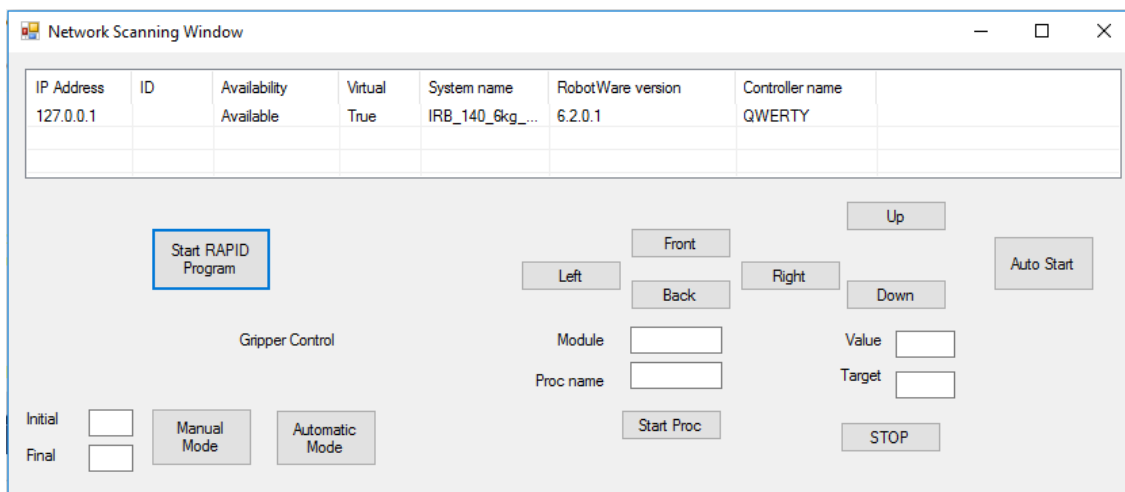 Network Scanning Window
IP Address ID Availability Virtual System name RobotWare version Controller name
127.0.0.1 Available True IRB_140_6kg_... 6.2.0.1 QWERTY
Up
Start RAPID
Program
Front
Auto Start
Left
Right
Back
Down
Gripper Control
Module
Value
Proc name
Target
Initial
Manual
Mode
Automatic
Mode
Start Proc
STOP
Final